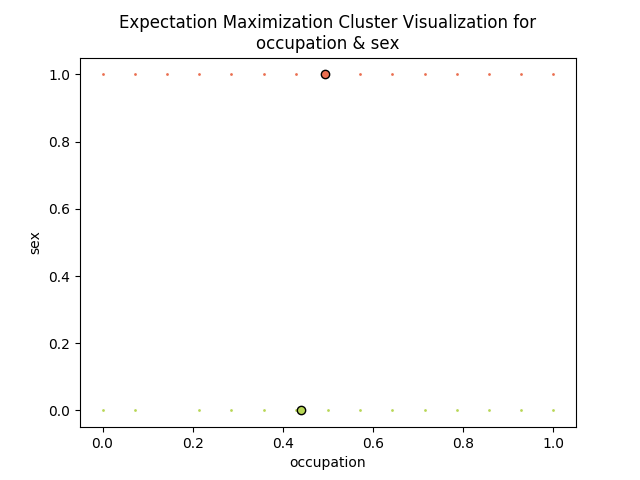 Expectation Maximization Cluster Visualization for
occupation & sex
1.0
0.8
0.6
0.4
0.2
0.0
sex
0.0 0.2 0.4 0.6 0.8 1.0
occupation